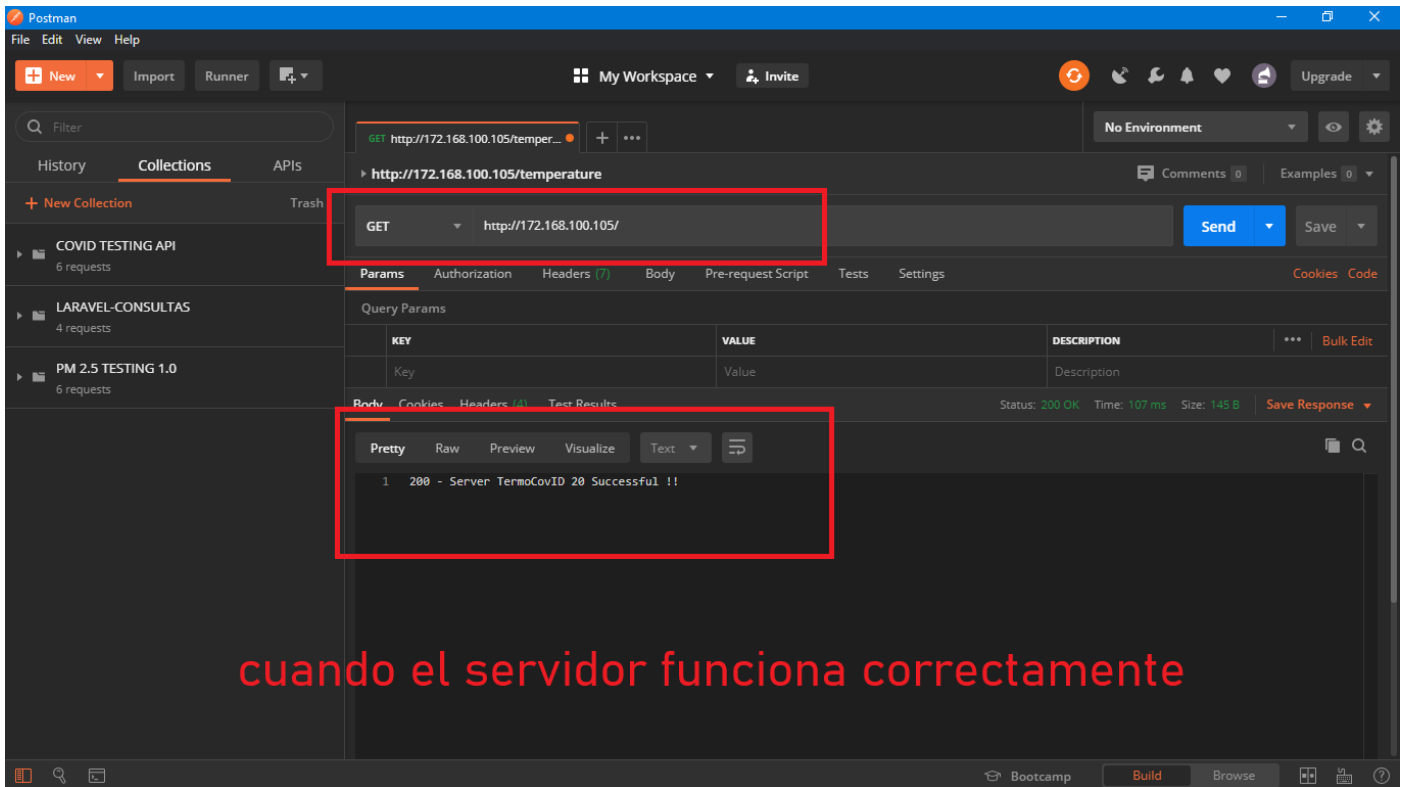 Postman
File Edit View Help
New Import Runner My Workspace Invite Upgrade
Filter
History Collections APIs
+ New Collection Trash
COVID TESTING API
6 requests
LARAVEL-CONSULTAS
4 requests
PM 2.5 TESTING 1.0
6 requests
GET http://172.168.100.105/temper... + ••• No Environment
http://172.168.100.105/temperature Comments 0 Examples 0
GET http://172.168.100.105/ Send Save
Params Authorization Headers (7) Body Pre-request Script Tests Settings Cookies Code
Query Params
KEY VALUE DESCRIPTION ••• Bulk Edit
Key Value Description
Body Cookies Headers (4) Test Results Status: 200 OK Time: 107 ms Size: 145 B Save Response
Pretty Raw Preview Visualize Text
1 200 - Server TermoCovID 20 Successful !!
cuando el servidor funciona correctamente
Bootcamp Build Browse